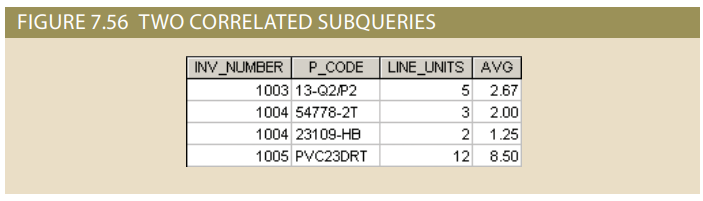 FIGURE 7.56 TWO CORRELATED SUBQUERIES
INV_NUMBER P_CODE LINE_UNITS AVG
1003 13-Q2/P2 5 2.67
1004 54778-2T 3 2.00
1004 23109-HB 2 1.25
1005 PVC23DRT 12 8.50